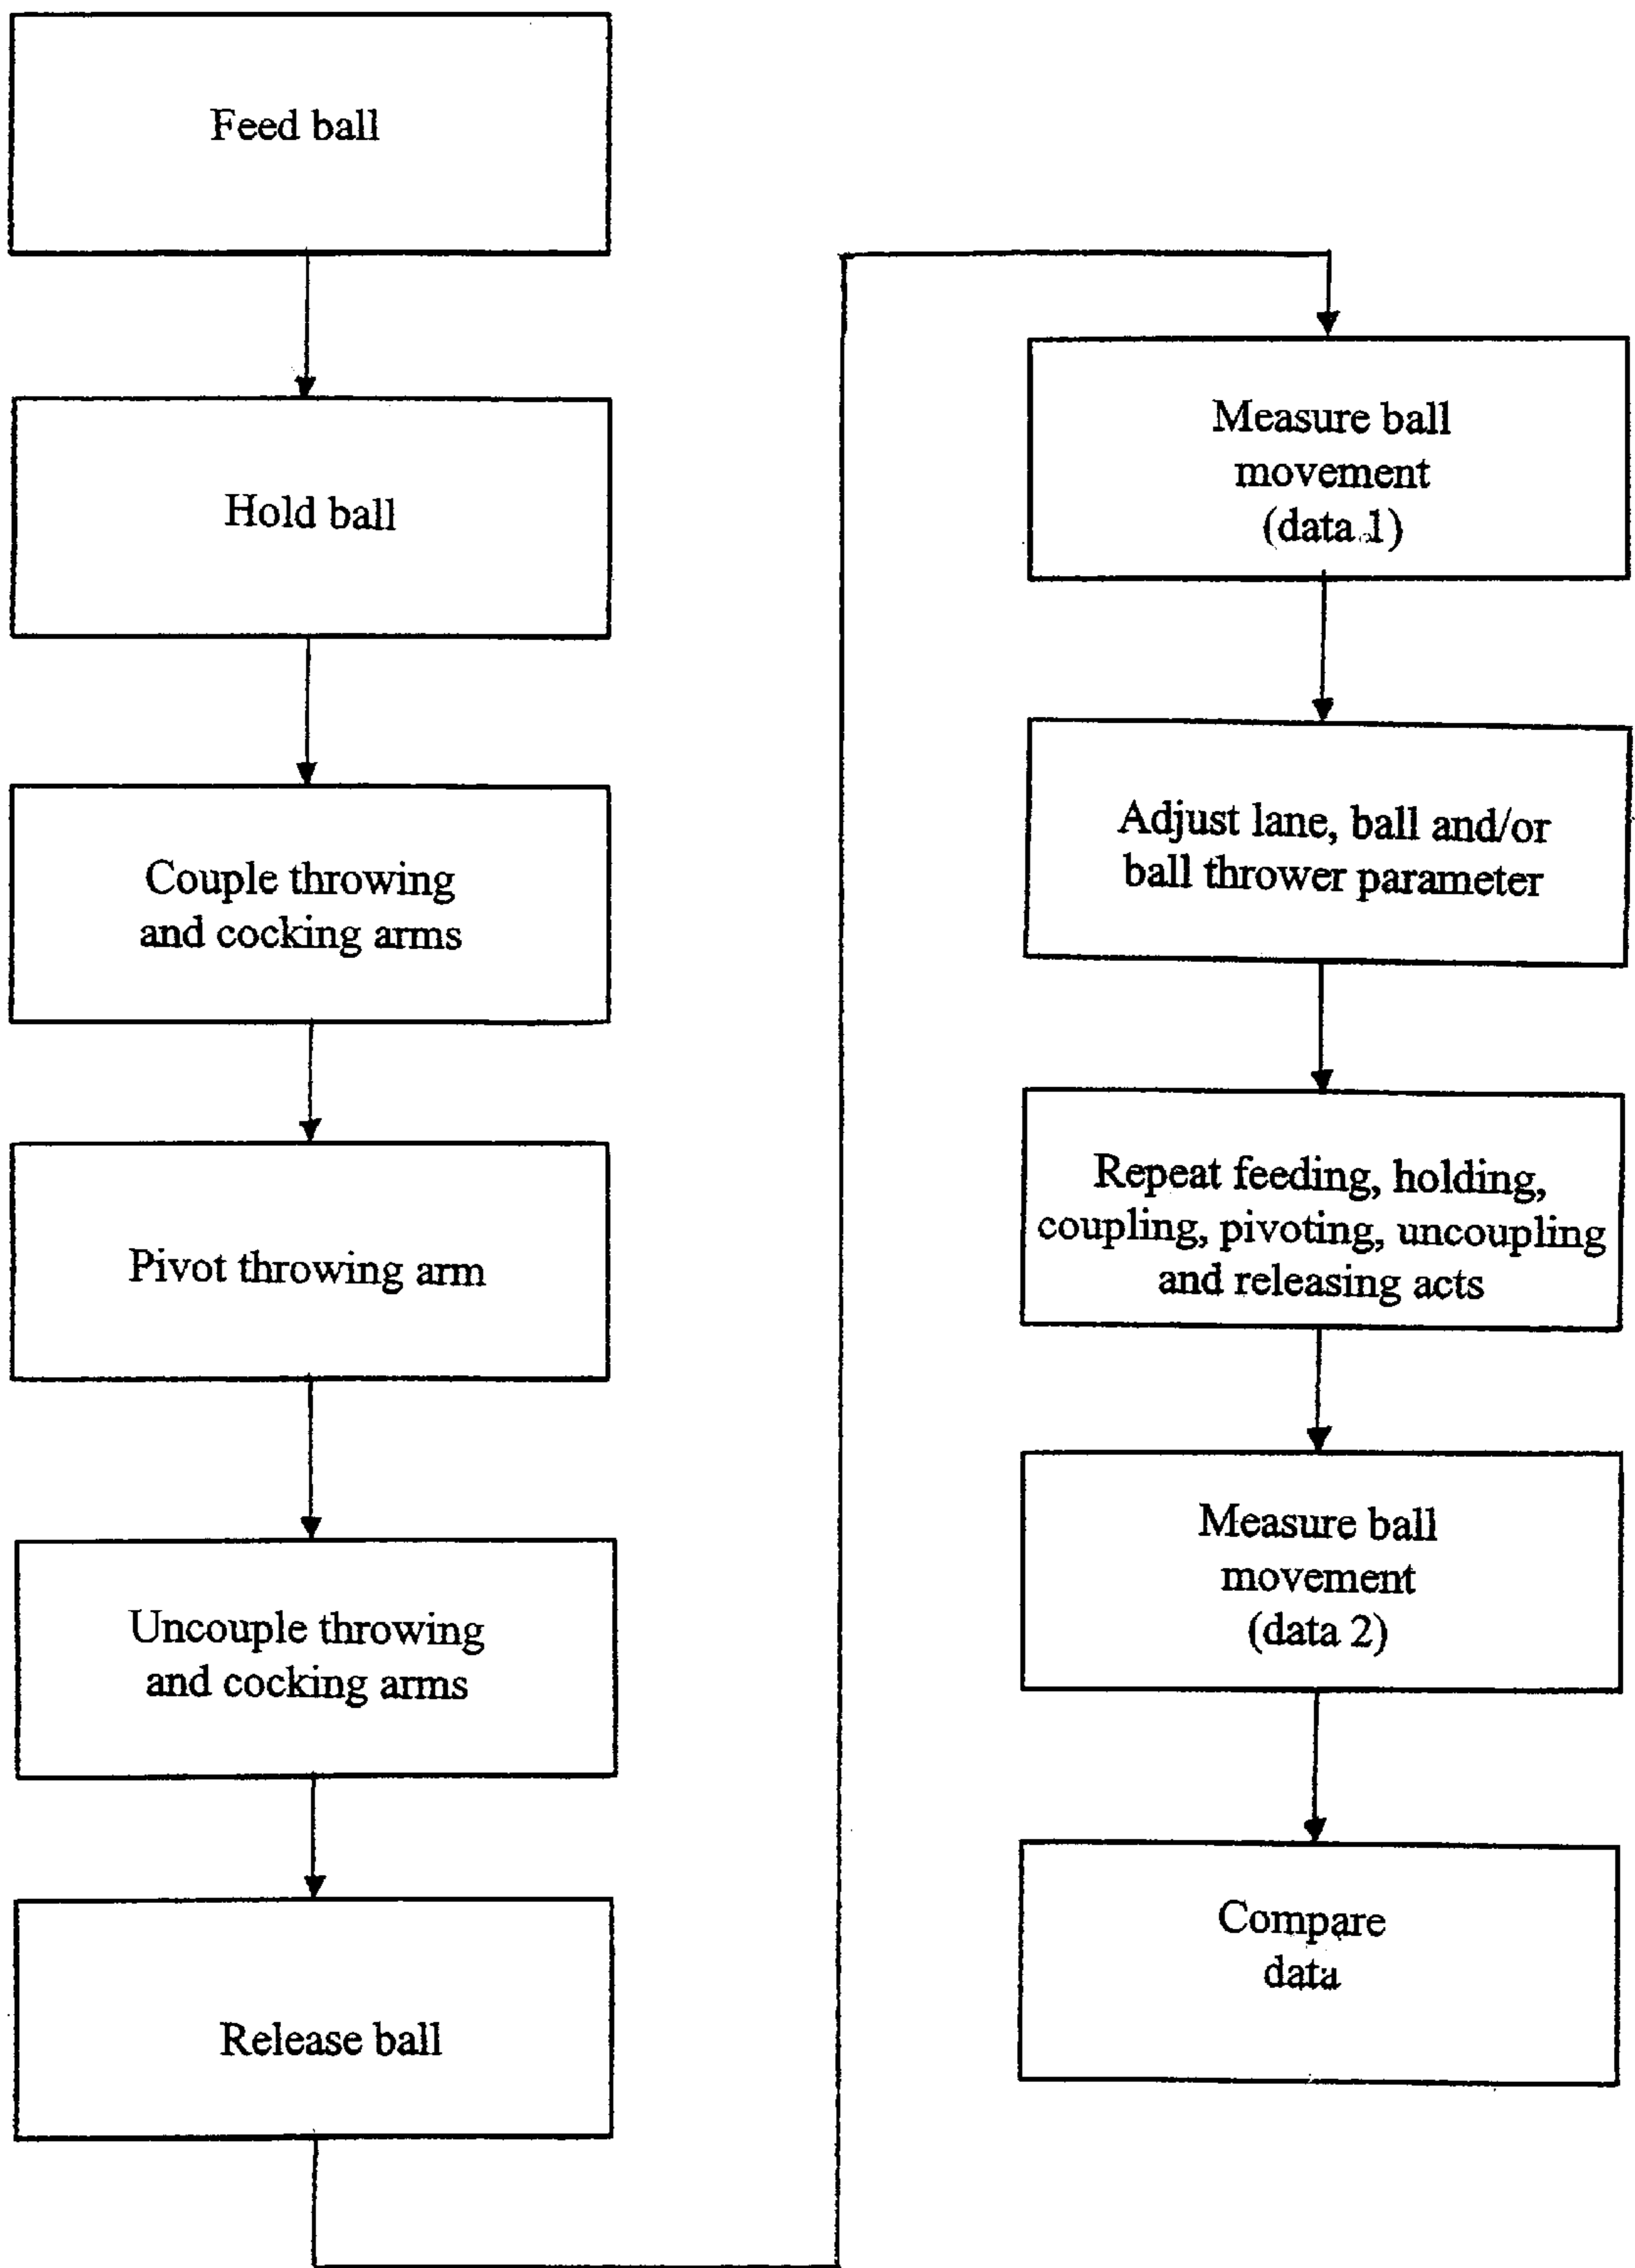 Feed ball
Hold ball
Couple throwing
and cocking arms
Pivot throwing arm
Uncouple throwing
and cocking arms
Release ball
Measure ball
movement
(data 1)
Adjust lane, ball and/or
ball thrower parameter
Repeat feeding, holding,
coupling, pivoting, uncoupling
and releasing acts
Measure ball
movement
(data 2)
Compare
data